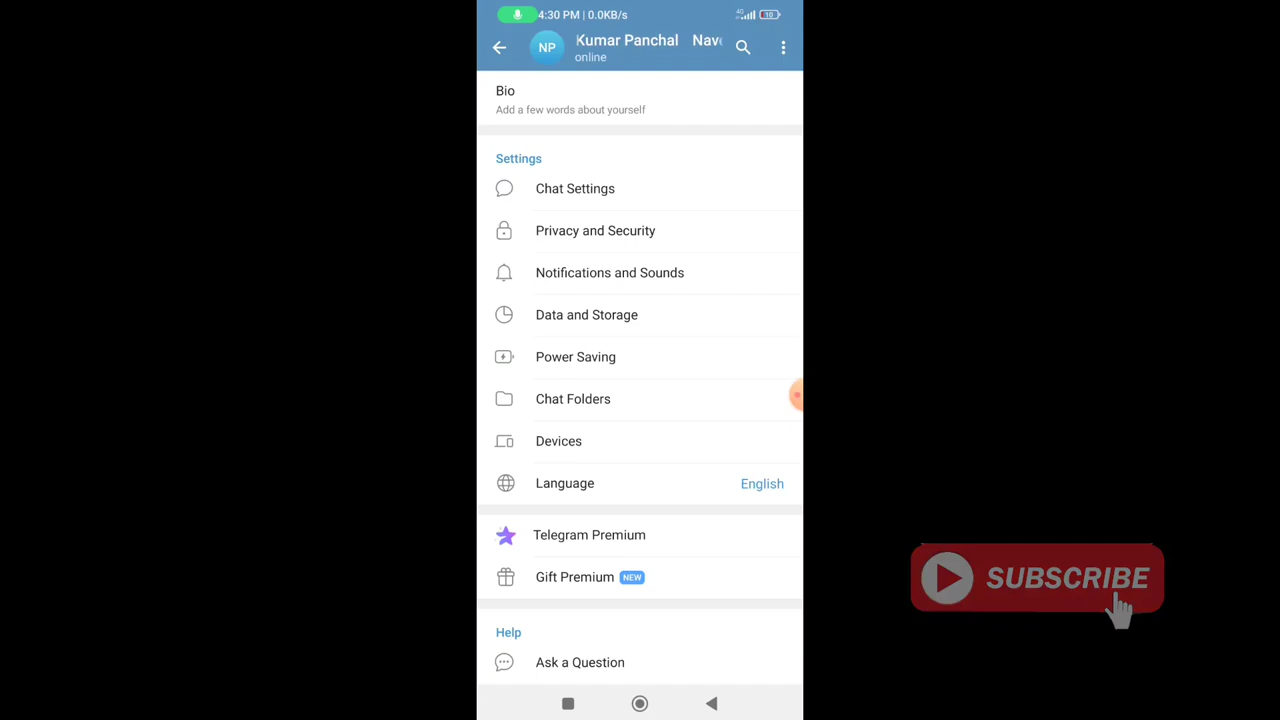 4:30 PM | 0.0KB/s 4G 10
NP Kumar Panchal
online
Bio
Add a few words about yourself
Settings
Chat Settings
Privacy and Security
Notifications and Sounds
Data and Storage
Power Saving
Chat Folders
Devices
Language English
Telegram Premium
Gift Premium NEW
Help
Ask a Question
SUBSCRIBE